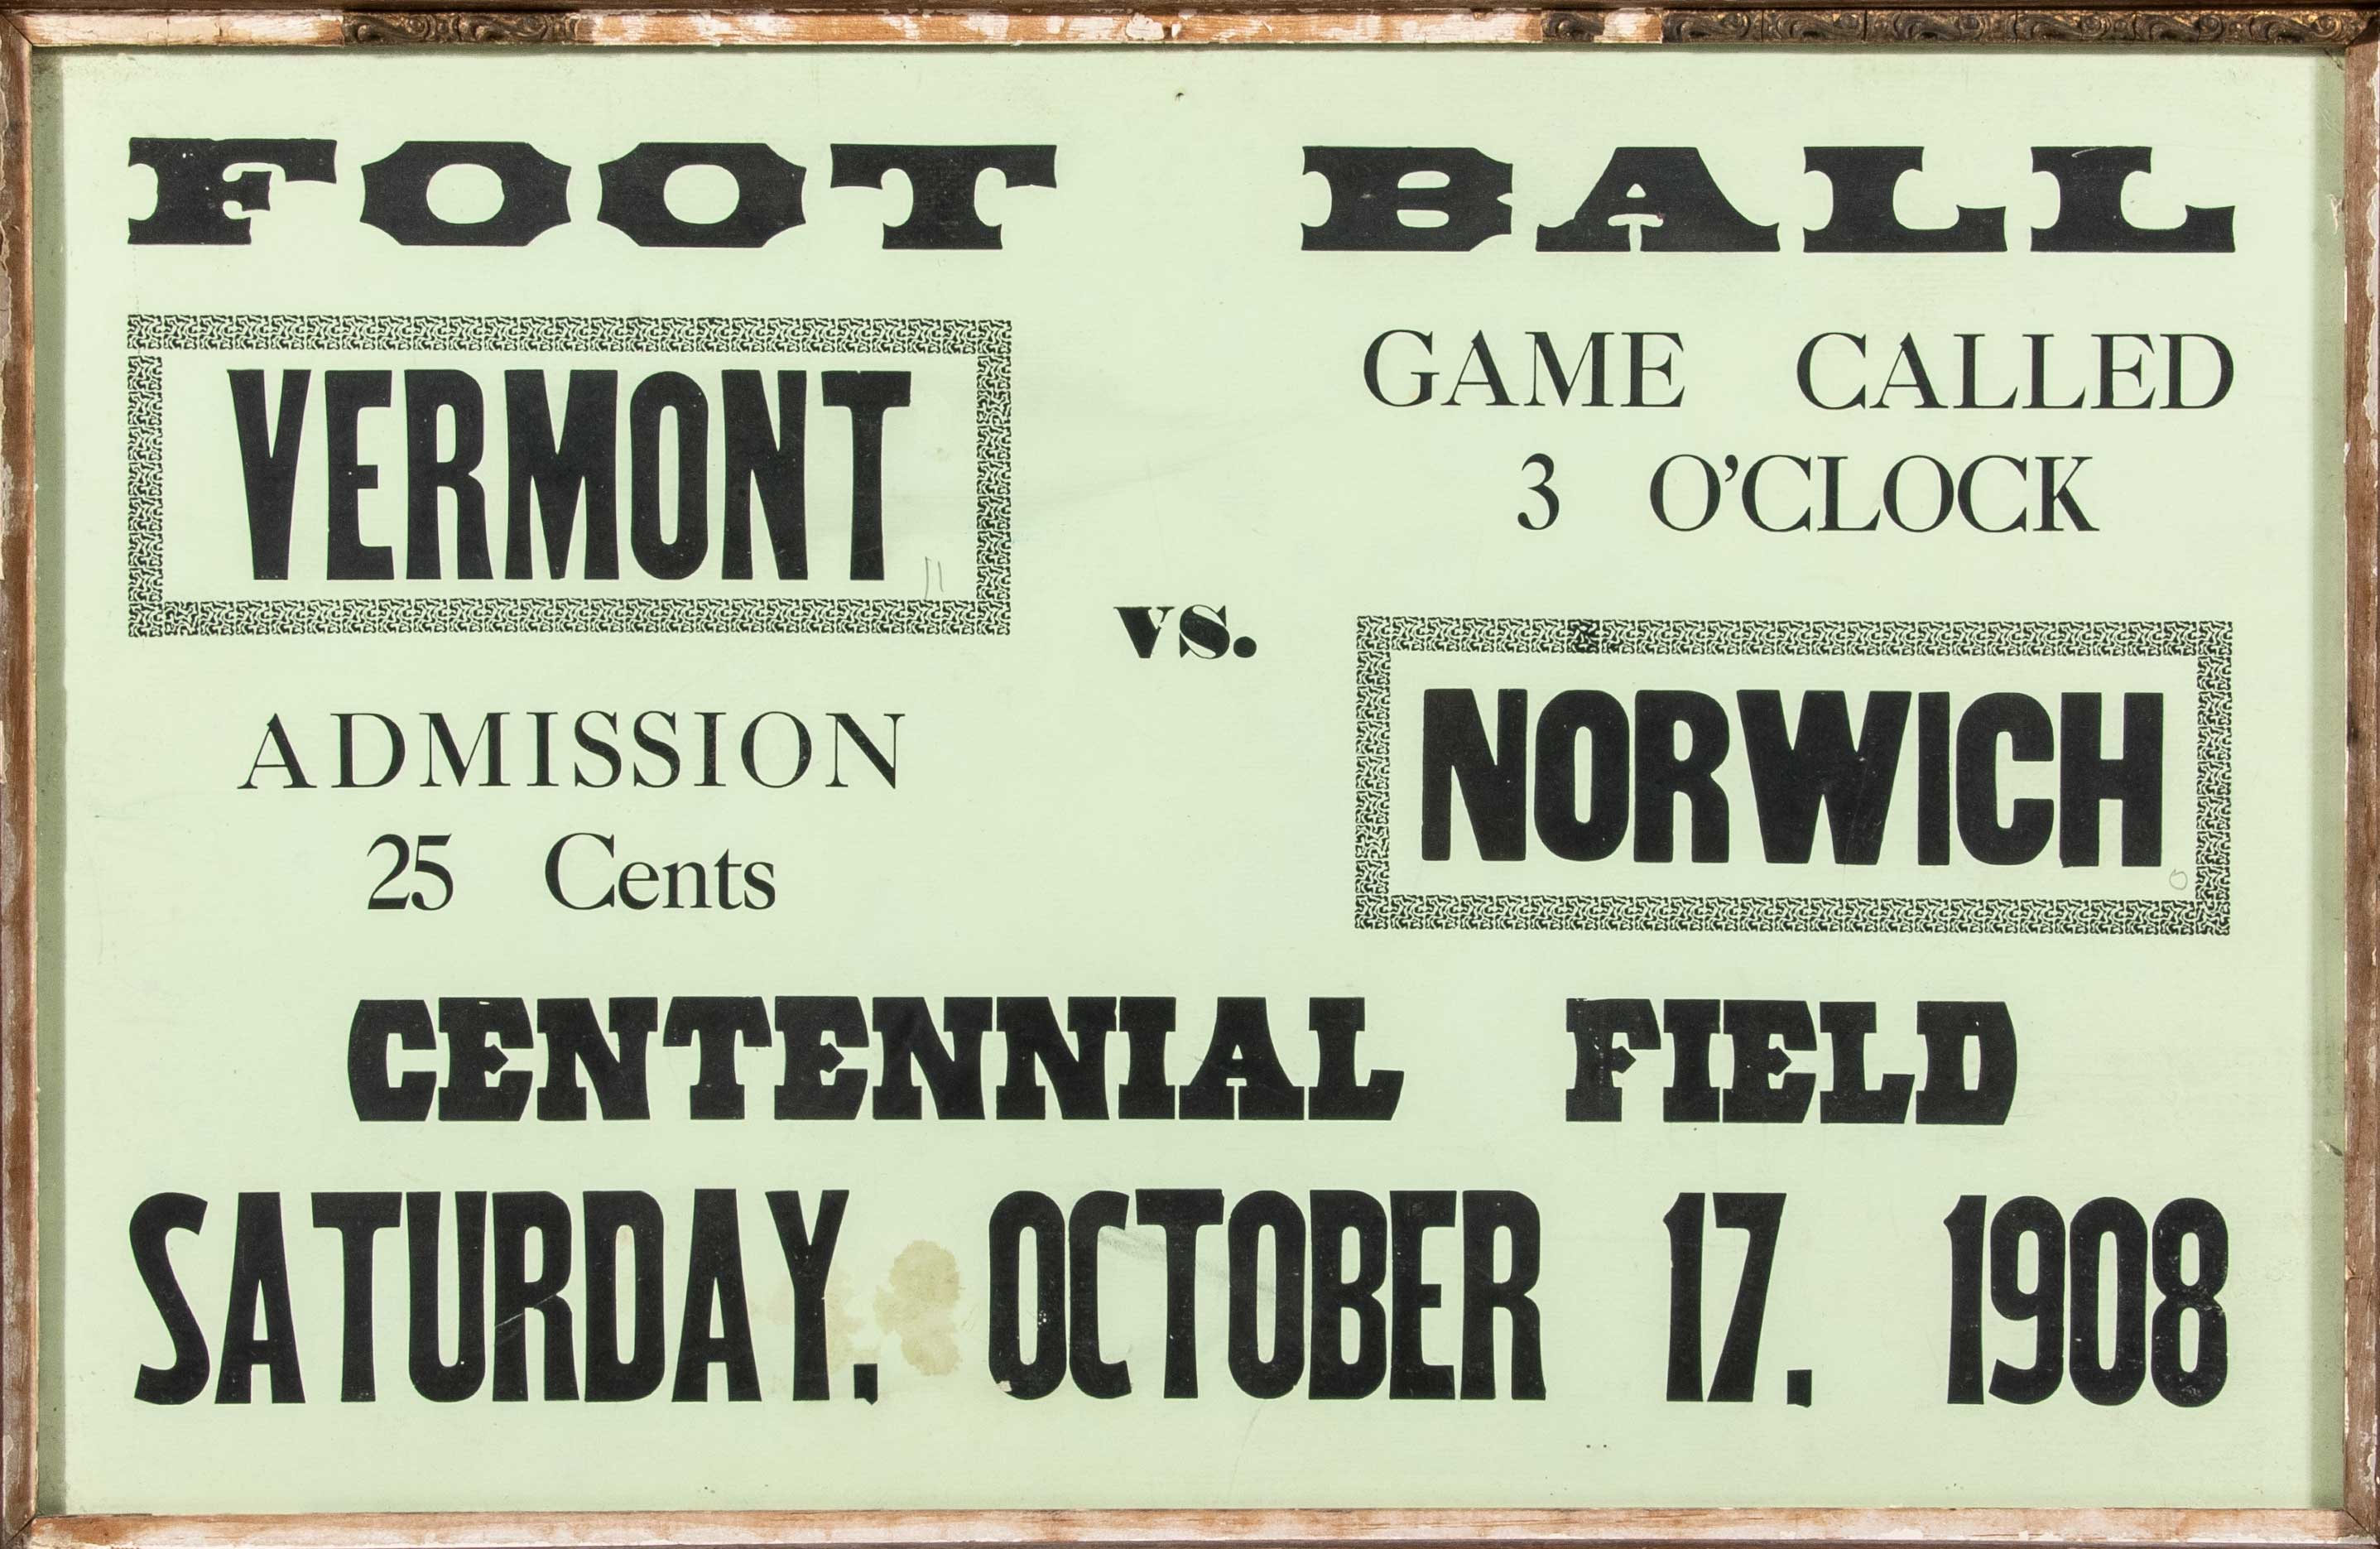 FOOT BALL
VERMONT
GAME CALLED
3 O'CLOCK
vs.
ADMISSION
25 Cents
NORWICH
CENTENNIAL FIELD
SATURDAY, OCTOBER 17, 1908